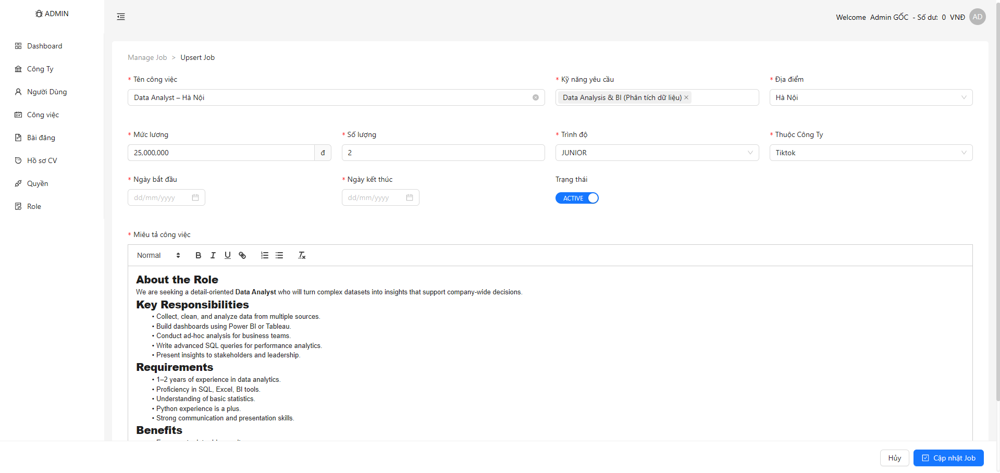 ADMIN
Welcome Admin GỐC - Số dư: 0 VNĐ AD
Dashboard
Công Ty
Người Dùng
Công việc
Bài đăng
Hồ sơ CV
Quyền
Role
Manage Job > Upsert Job
* Tên công việc
Data Analyst – Hà Nội
* Kỹ năng yêu cầu
Data Analysis & BI (Phân tích dữ liệu)
* Địa điểm
Hà Nội
* Mức lương
25,000,000 đ
* Số lượng
2
* Trình độ
JUNIOR
* Thuộc Công Ty
Tiktok
* Ngày bắt đầu
dd/mm/yyyy
* Ngày kết thúc
dd/mm/yyyy
Trạng thái
ACTIVE
* Miêu tả công việc
Normal B I U
About the Role
We are seeking a detail-oriented Data Analyst who will turn complex datasets into insights that support company-wide decisions.
Key Responsibilities
• Collect, clean, and analyze data from multiple sources.
• Build dashboards using Power BI or Tableau.
• Conduct ad-hoc analysis for business teams.
• Write advanced SQL queries for performance analytics.
• Present insights to stakeholders and leadership.
Requirements
• 1–2 years of experience in data analytics.
• Proficiency in SQL, Excel, BI tools.
• Understanding of basic statistics.
• Python experience is a plus.
• Strong communication and presentation skills.
Benefits
Hủy
Cập nhật Job